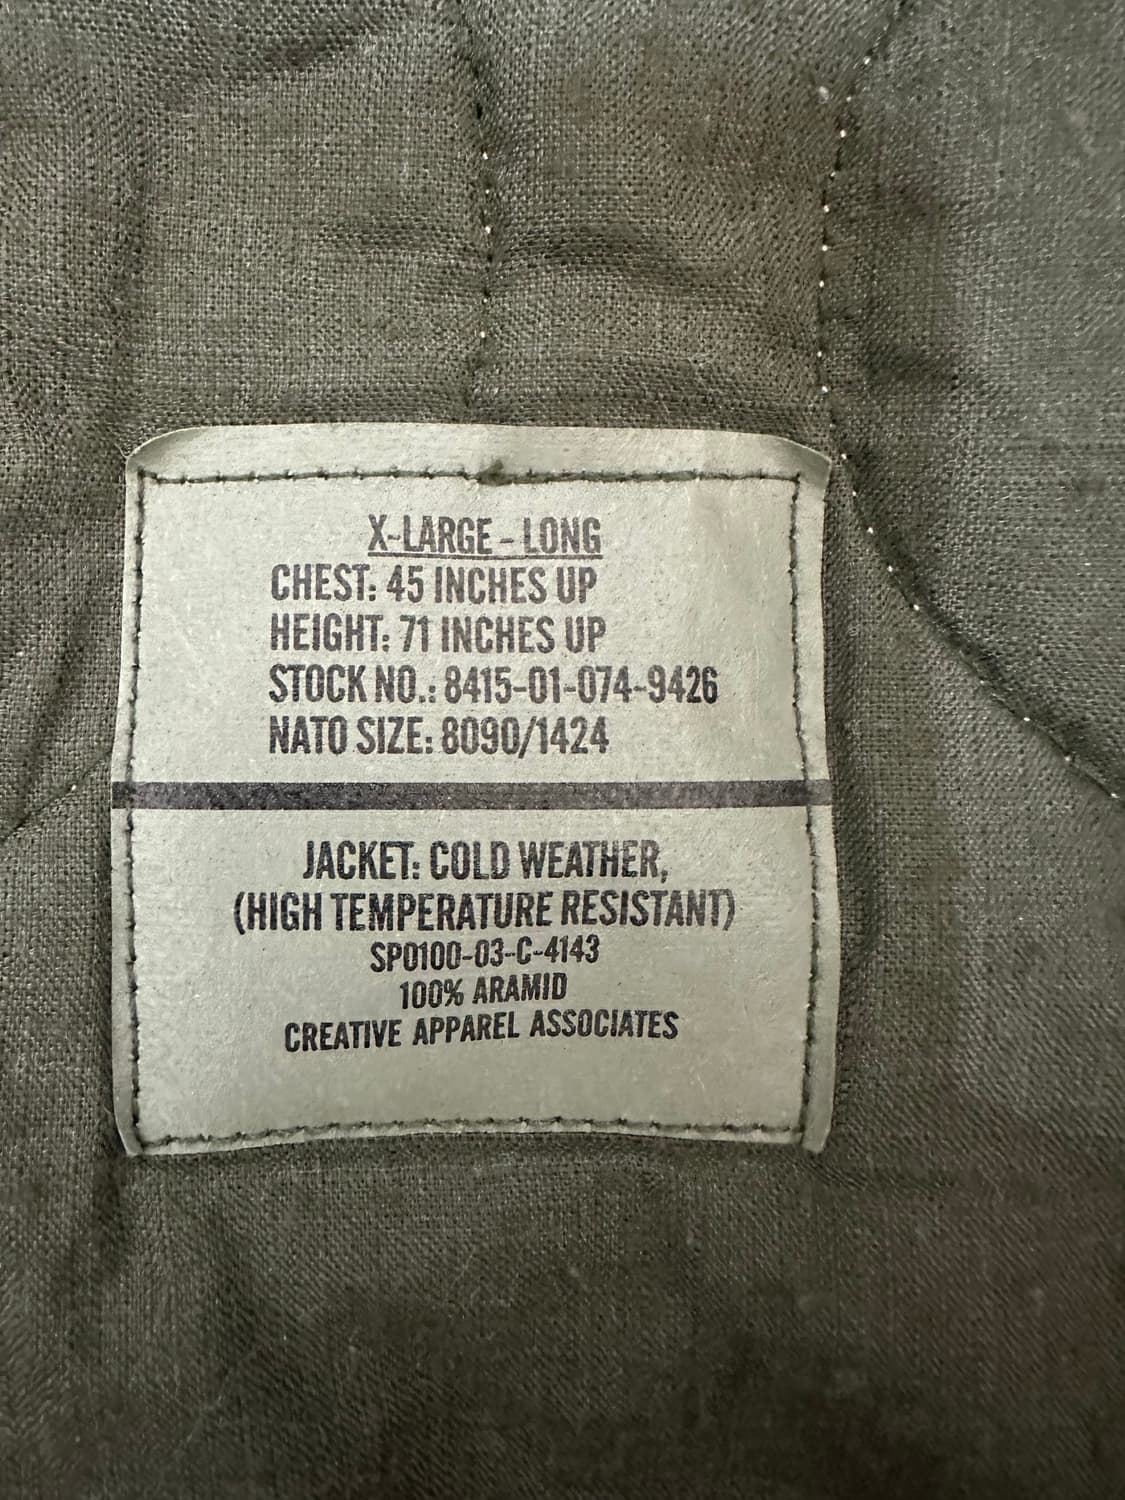 X-LARGE - LONG
CHEST: 45 INCHES UP
HEIGHT: 71 INCHES UP
STOCK NO.: 8415-01-074-9426
NATO SIZE: 8090/1424
JACKET: COLD WEATHER,
(HIGH TEMPERATURE RESISTANT)
SP0100-03-C-4143
100% ARAMID
CREATIVE APPAREL ASSOCIATES